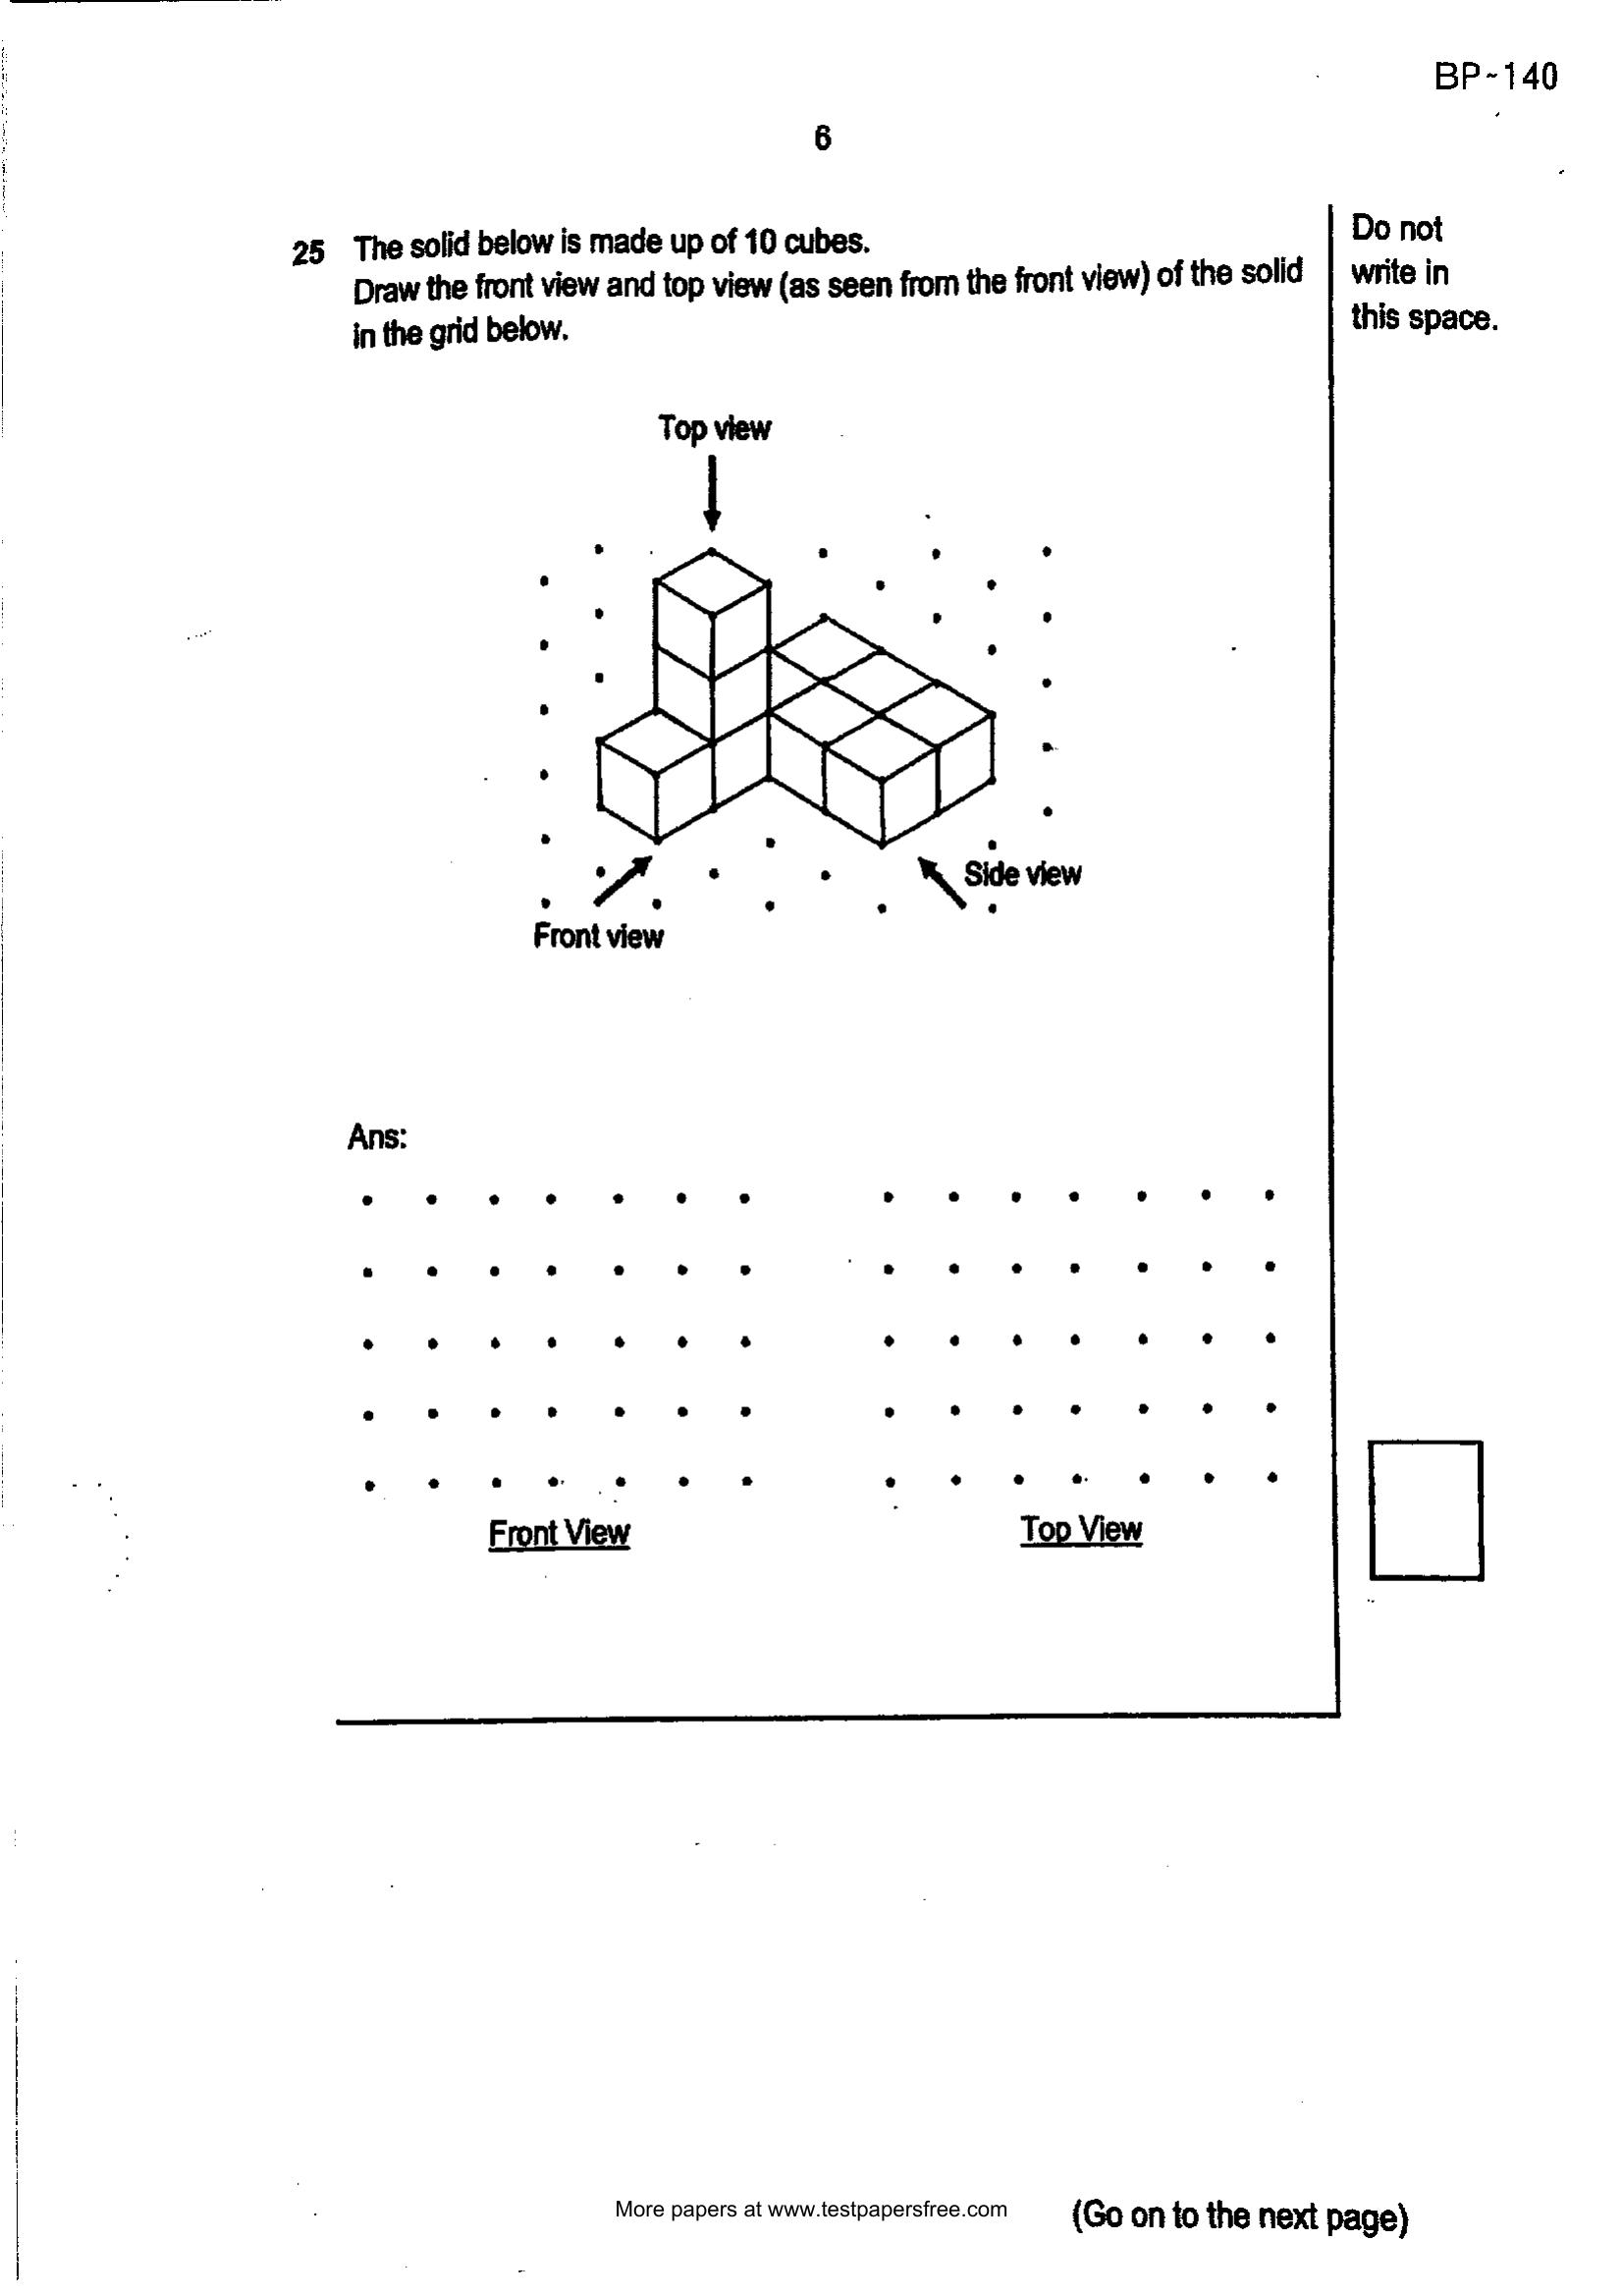 BP~140
6
25 The solid below is made up of 10 cubes.
Draw the front view and top view (as seen from the front view) of the solid
in the grid below.
Do not
write in
this space.
Top view
Side view
Front view
Ans:
Front View
Top View
More papers at www.testpapersfree.com
(Go on to the next page)